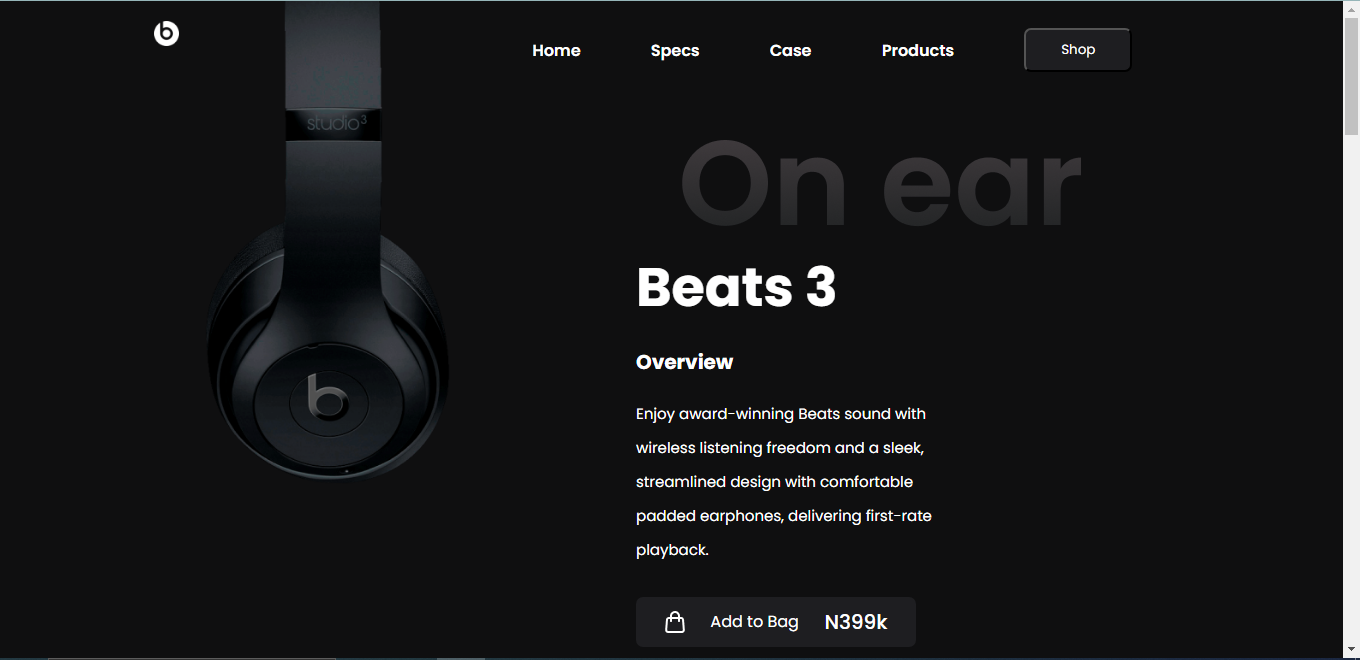 b
Home Specs Case Products Shop
studio³
On ear
Beats 3
Overview
Enjoy award-winning Beats sound with
wireless listening freedom and a sleek,
streamlined design with comfortable
padded earphones, delivering first-rate
playback.
b
Add to Bag N399k